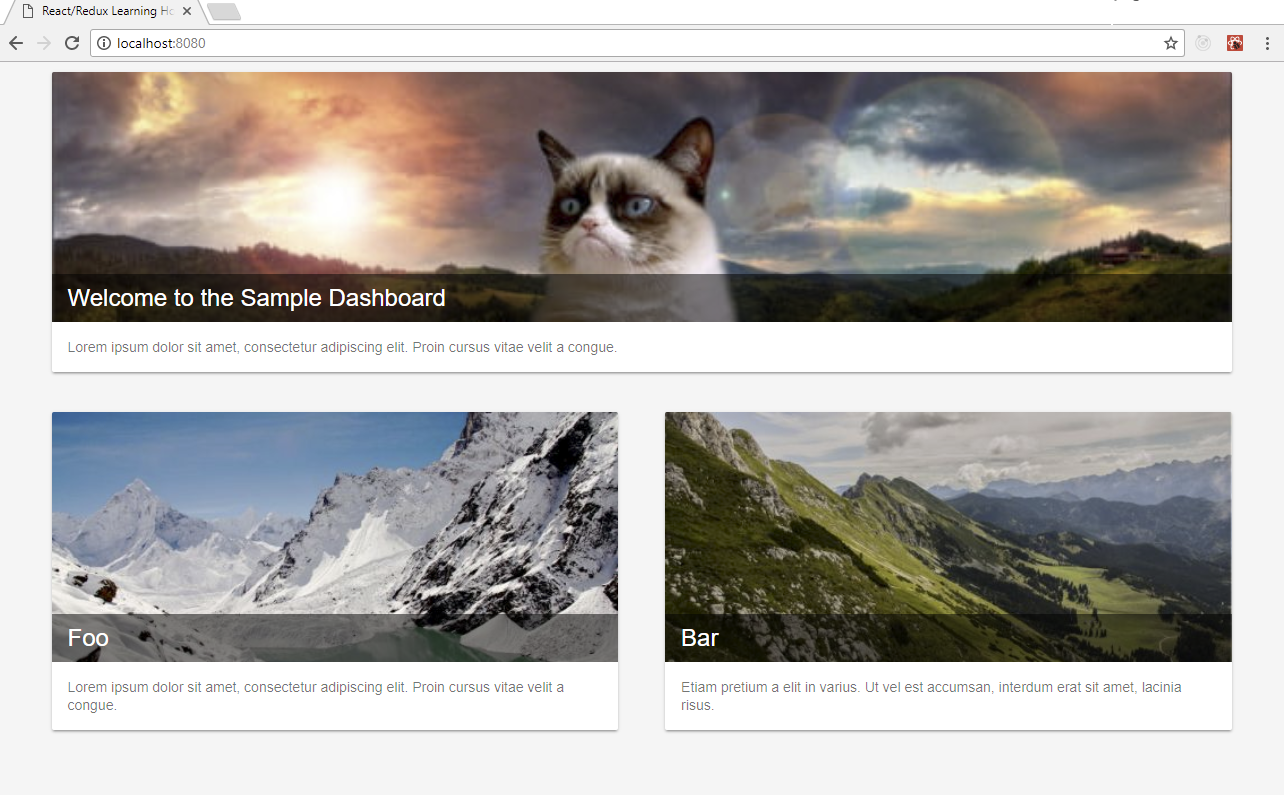 React/Redux Learning Ho
localhost:8080
Welcome to the Sample Dashboard
Lorem ipsum dolor sit amet, consectetur adipiscing elit. Proin cursus vitae velit a congue.
Foo
Lorem ipsum dolor sit amet, consectetur adipiscing elit. Proin cursus vitae velit a
congue.
Bar
Etiam pretium a elit in varius. Ut vel est accumsan, interdum erat sit amet, lacinia
risus.